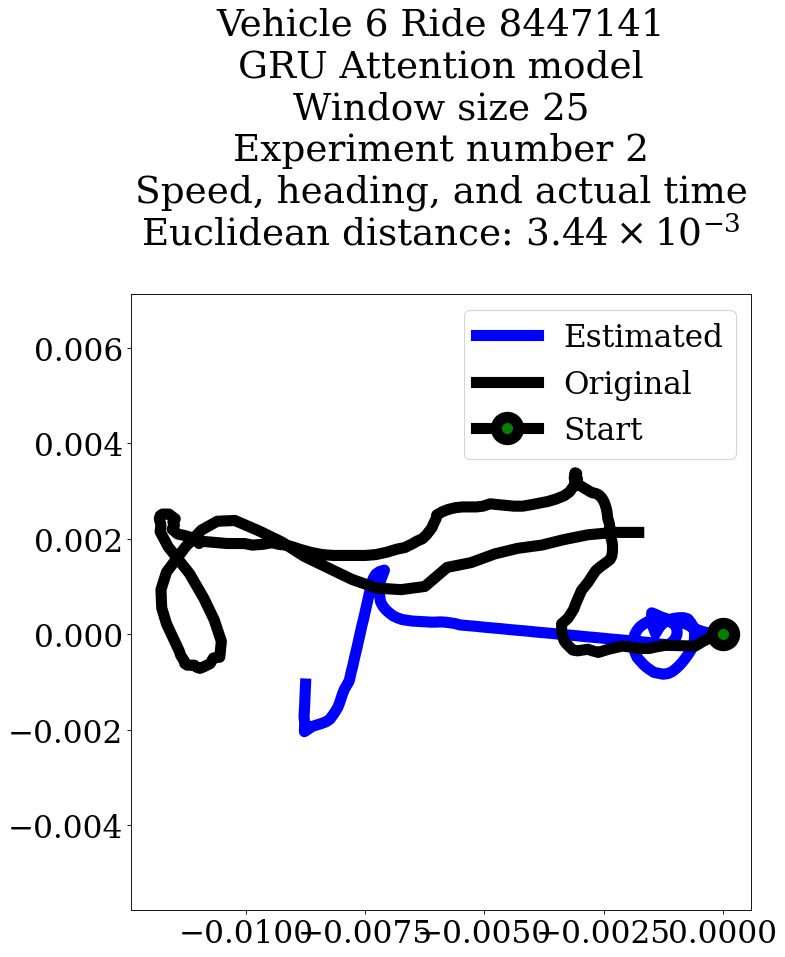 Vehicle 6 Ride 8447141
GRU Attention model
Window size 25
Experiment number 2
Speed, heading, and actual time
Euclidean distance: 3.44 × 10⁻³
Estimated
Original
Start
0.006
0.004
0.002
0.000
−0.002
−0.004
−0.0100 −0.0075 −0.0050 −0.0025 0.0000